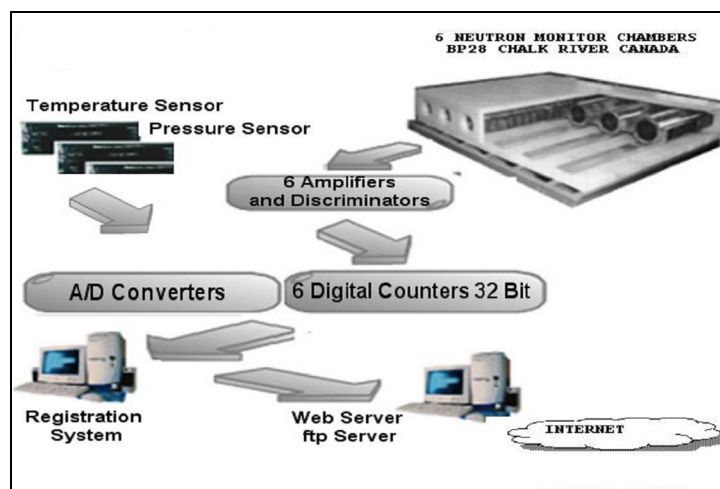 6 NEUTRON MONITOR CHAMBERS
BP28 CHALK RIVER CANADA
Temperature Sensor
Pressure Sensor
6 Amplifiers
and Discriminators
A/D Converters
6 Digital Counters 32 Bit
Registration
System
Web Server
ftp Server
INTERNET